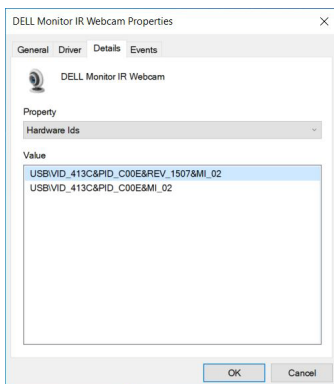 DELL Monitor IR Webcam Properties
General Driver Details Events
DELL Monitor IR Webcam
Property
Hardware Ids
Value
USB\VID_413C&PID_C00E&REV_1507&MI_02
USB\VID_413C&PID_C00E&MI_02
OK Cancel